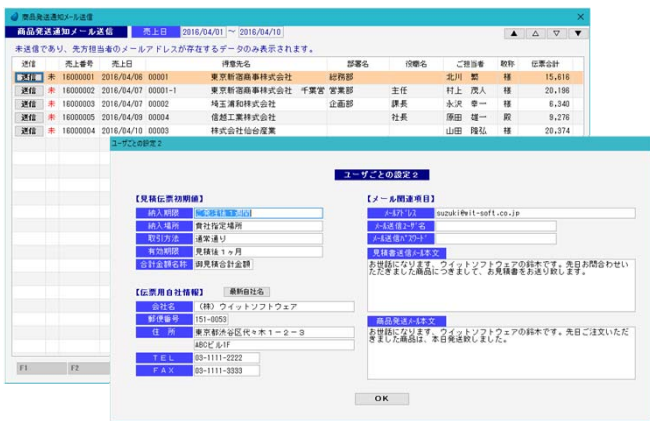 商品発送通知メール送信
商品発送通知メール送信 売上日 2016/04/01 ~ 2016/04/10 ▲ △ ▽ ▼
未送信であり、先方担当者のメールアドレスが存在するデータのみ表示されます。
送信 売上番号 売上日 得意先名 部署名 役職名 ご担当者 敬称 伝票合計
送信 未 16000001 2016/04/06 00001 東京新宿商事株式会社 総務部 北川 繁 様 15,616
送信 未 16000002 2016/04/07 00001-1 東京新宿商事株式会社 千葉営 営業部 主任 村上 茂人 様 20,196
送信 未 16000003 2016/04/07 00002 埼玉浦和株式会社 企画部 課長 永沢 幸一 様 6,340
送信 未 16000005 2016/04/09 00004 信越工業株式会社 社長 原田 雄一 殿 9,276
送信 未 16000004 2016/04/10 00003 株式会社仙台産業 山田 隆弘 様 20,374
F1 F2
ユーザごとの設定2
ユーザごとの設定2
【見積伝票初期値】
納入期限 ご発注後1週間
納入場所 貴社指定場所
取引方法 通常通り
有効期限 見積後1ヶ月
合計金額名称 御見積合計金額
【伝票用自社情報】 最新自社名
会社名 (株)ウイットソフトウェア
郵便番号 151-0053
住 所 東京都渋谷区代々木1-2-3
ABCビル1F
TEL 03-1111-2222
FAX 03-1111-3333
【メール関連項目】
メールアドレス suzuki@wit-soft.co.jp
メール送信ユーザ名
メール送信パスワード
見積書送信メール本文
お世話になります、ウイットソフトウェアの鈴木です。先日お問合わせい
ただきました商品につきまして、お見積書をお送り致します。
商品発送メール本文
お世話になります、ウイットソフトウェアの鈴木です。先日ご注文いただ
きました商品は、本日発送致しました。
OK